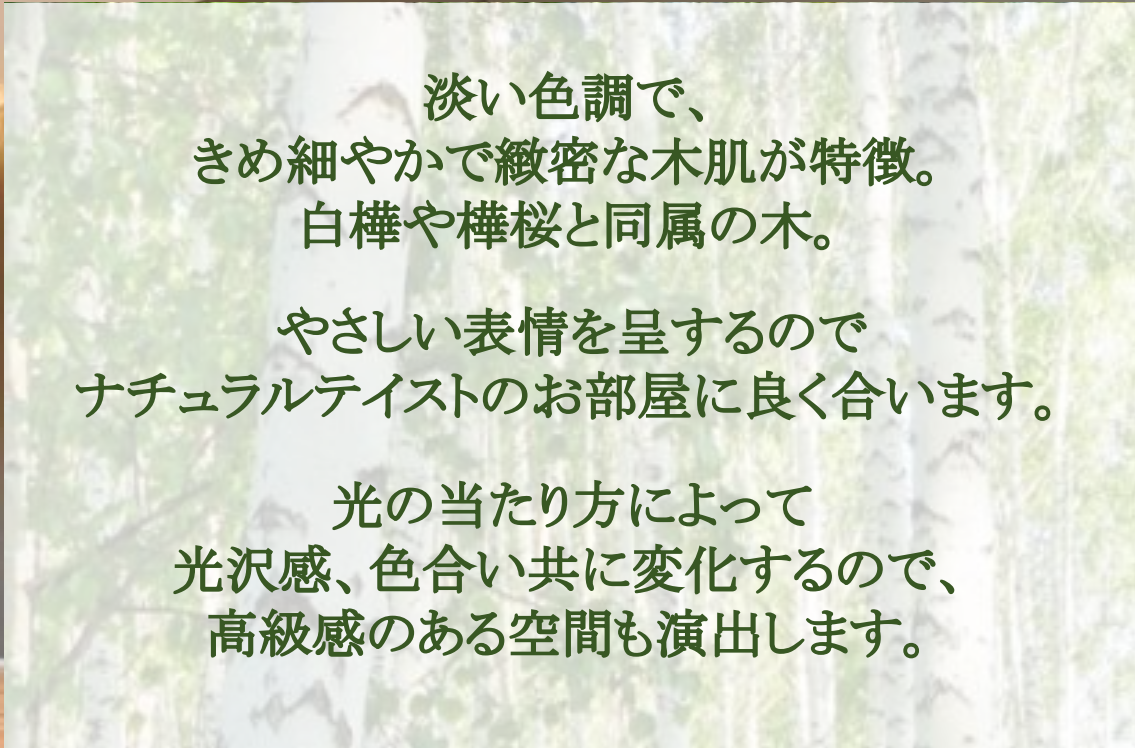 淡い色調で、
きめ細やかで緻密な木肌が特徴。
白樺や樺桜と同属の木。
やさしい表情を呈するので
ナチュラルテイストのお部屋に良く合います。
光の当たり方によって
光沢感、色合い共に変化するので、
高級感のある空間も演出します。